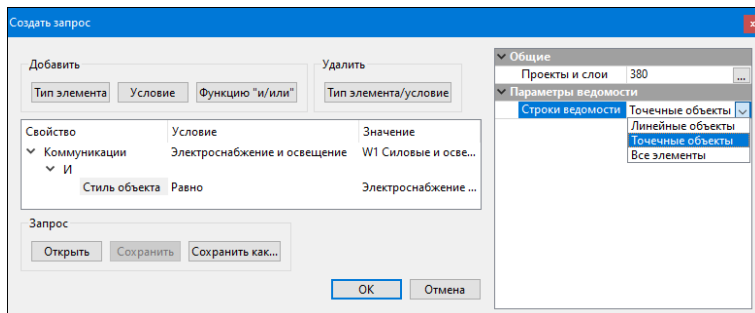 Создать запрос
Добавить
Тип элемента Условие Функцию "и/или"
Удалить
Тип элемента/условие
Свойство Условие Значение
Коммуникации Электроснабжение и освещение W1 Силовые и осве...
И
Стиль объекта Равно Электроснабжение ...
Запрос
Открыть Сохранить Сохранить как...
OK Отмена
Общие
Проекты и слои 380 ...
Параметры ведомости
Строки ведомости Точечные объекты
Линейные объекты
Точечные объекты
Все элементы